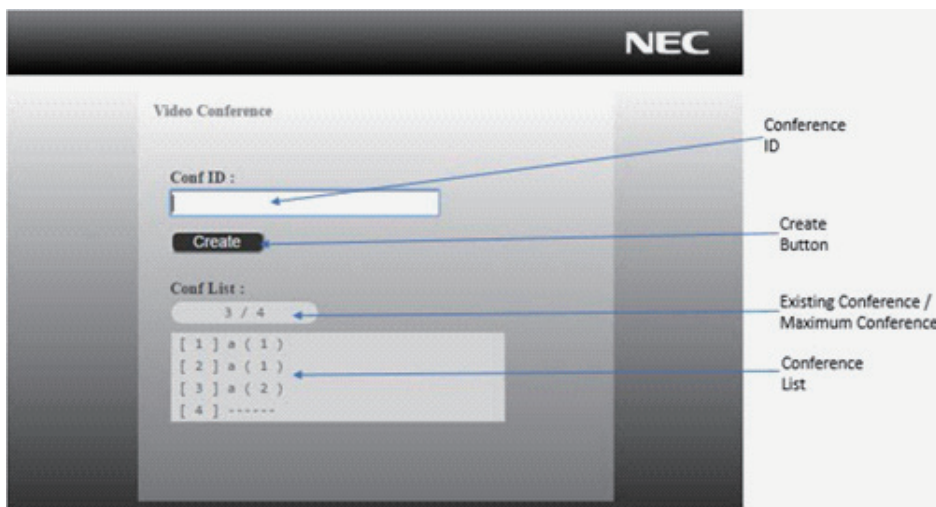 NEC
Video Conference
Conference
ID
Conf ID :
Create
Button
Create
Conf List :
Existing Conference /
Maximum Conference
3 / 4
[ 1 ] a ( 1 )
[ 2 ] a ( 1 )
[ 3 ] a ( 2 )
[ 4 ] ------
Conference
List